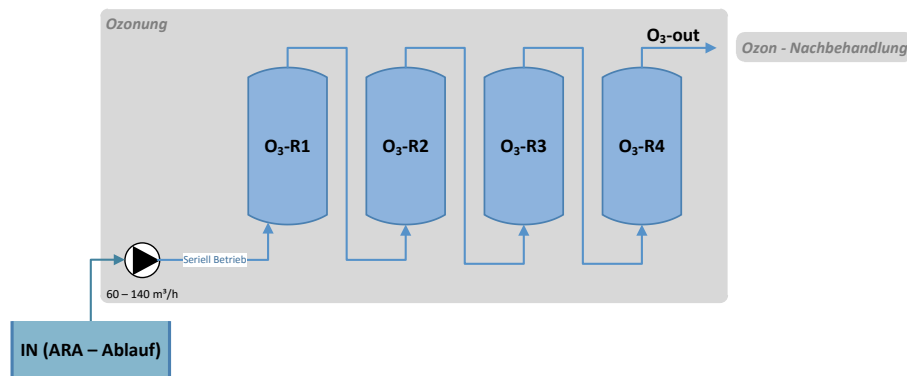 Ozonung
O₃-out
Ozon - Nachbehandlung
O₃-R1
O₃-R2
O₃-R3
O₃-R4
Seriell Betrieb
60 – 140 m³/h
IN (ARA – Ablauf)